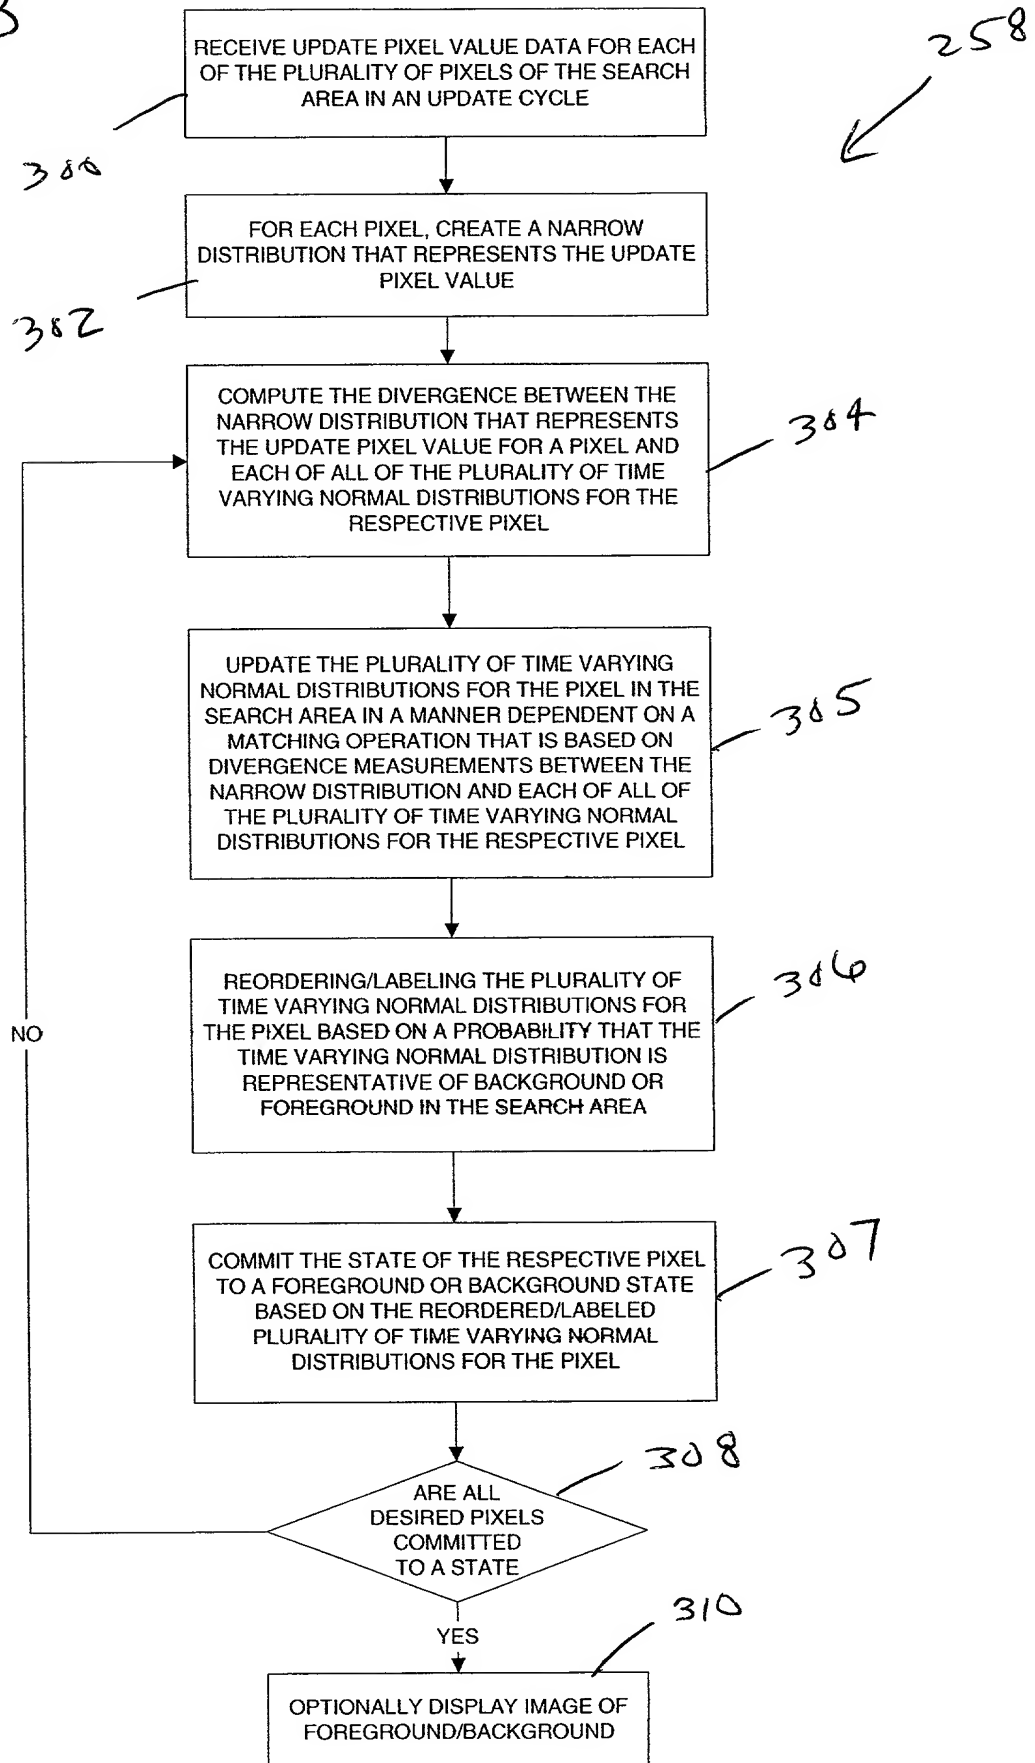 258
RECEIVE UPDATE PIXEL VALUE DATA FOR EACH
OF THE PLURALITY OF PIXELS OF THE SEARCH
AREA IN AN UPDATE CYCLE
300
FOR EACH PIXEL, CREATE A NARROW
DISTRIBUTION THAT REPRESENTS THE UPDATE
PIXEL VALUE
302
COMPUTE THE DIVERGENCE BETWEEN THE
NARROW DISTRIBUTION THAT REPRESENTS
THE UPDATE PIXEL VALUE FOR A PIXEL AND
EACH OF ALL OF THE PLURALITY OF TIME
VARYING NORMAL DISTRIBUTIONS FOR THE
RESPECTIVE PIXEL
304
UPDATE THE PLURALITY OF TIME VARYING
NORMAL DISTRIBUTIONS FOR THE PIXEL IN THE
SEARCH AREA IN A MANNER DEPENDENT ON A
MATCHING OPERATION THAT IS BASED ON
DIVERGENCE MEASUREMENTS BETWEEN THE
NARROW DISTRIBUTION AND EACH OF ALL OF
THE PLURALITY OF TIME VARYING NORMAL
DISTRIBUTIONS FOR THE RESPECTIVE PIXEL
305
REORDERING/LABELING THE PLURALITY OF
TIME VARYING NORMAL DISTRIBUTIONS FOR
THE PIXEL BASED ON A PROBABILITY THAT THE
TIME VARYING NORMAL DISTRIBUTION IS
REPRESENTATIVE OF BACKGROUND OR
FOREGROUND IN THE SEARCH AREA
306
NO
COMMIT THE STATE OF THE RESPECTIVE PIXEL
TO A FOREGROUND OR BACKGROUND STATE
BASED ON THE REORDERED/LABELED
PLURALITY OF TIME VARYING NORMAL
DISTRIBUTIONS FOR THE PIXEL
307
ARE ALL
DESIRED PIXELS
COMMITTED
TO A STATE
308
YES
310
OPTIONALLY DISPLAY IMAGE OF
FOREGROUND/BACKGROUND